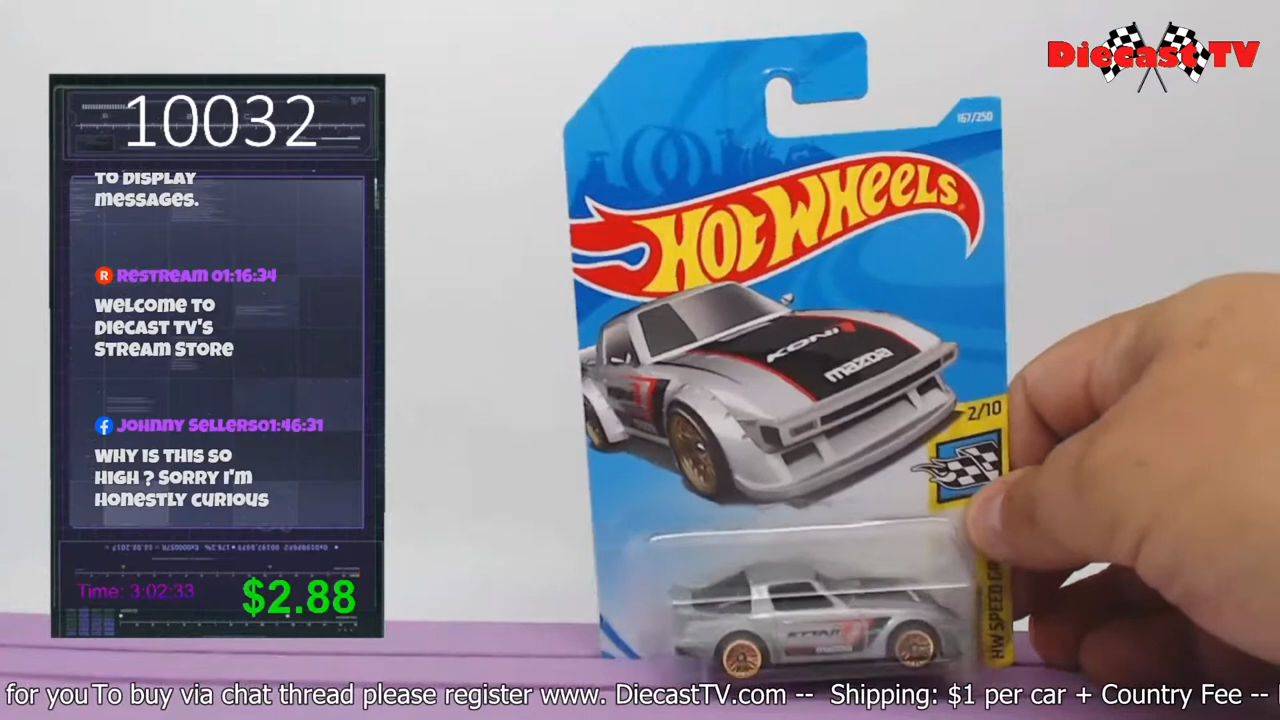 Diecast TV
10032
TO DISPLAY
MESSAGES.
R RESTREAM 01:16:34
WELCOME TO
DIECAST TV'S
STREAM STORE
f JOHNNY SELLERS01:46:31
WHY IS THIS SO
HIGH ? SORRY I'M
HONESTLY CURIOUS
Time: 3:02:33
$2.88
167/250
HOT WHEELS
KONI
mazda
2/10
HW SPEED GR
for you To buy via chat thread please register www. DiecastTV.com -- Shipping: $1 per car + Country Fee --